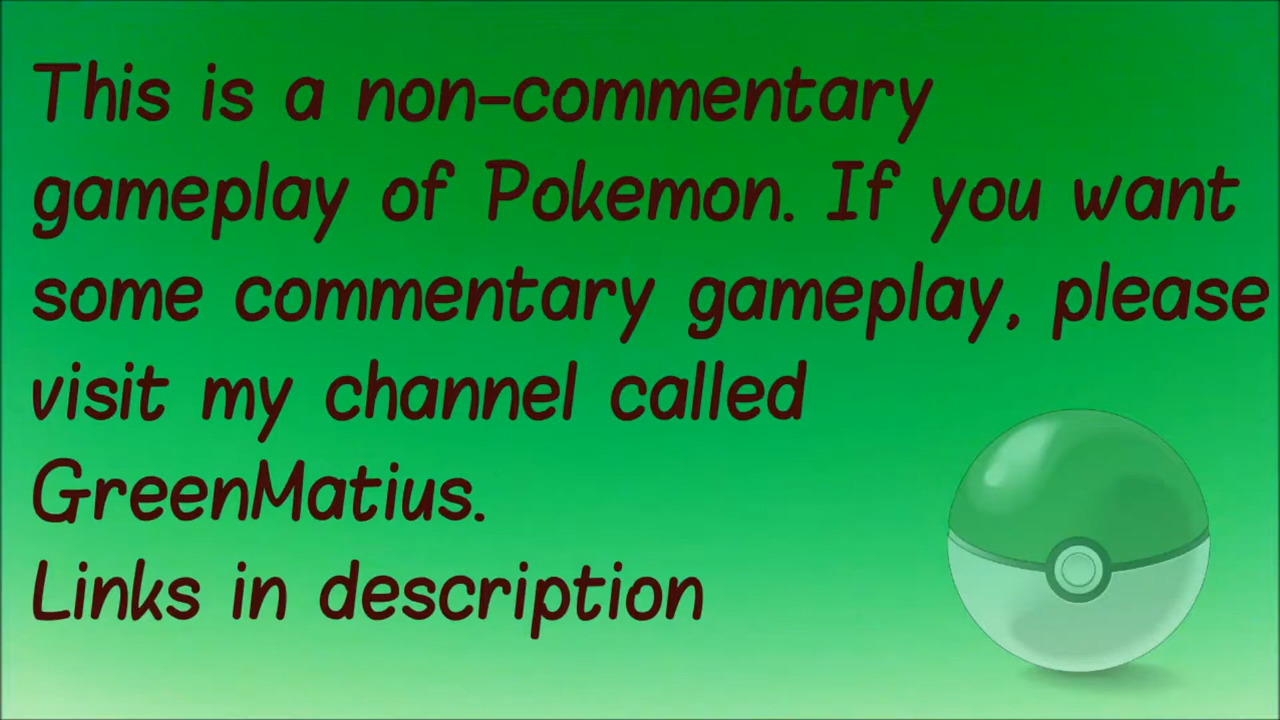 This is a non-commentary
gameplay of Pokemon. If you want
some commentary gameplay, please
visit my channel called
GreenMatius.
Links in description